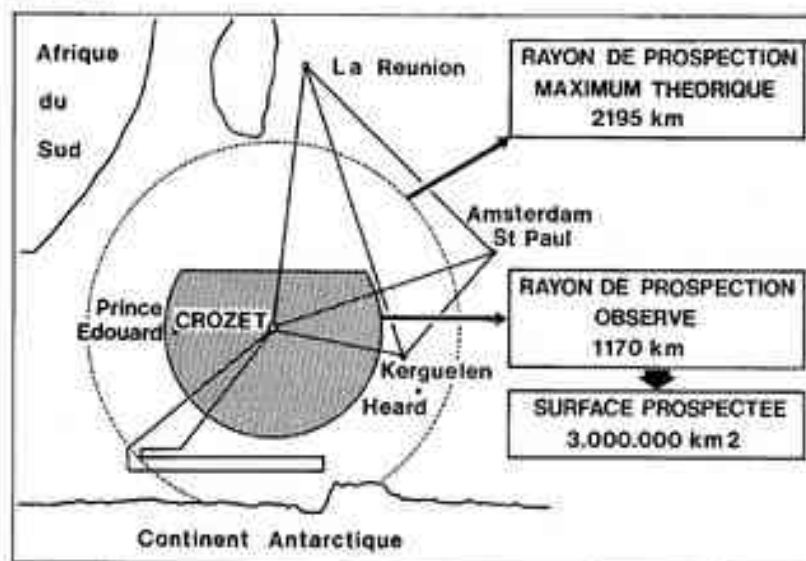 Afrique
du
Sud
La Reunion
RAYON DE PROSPECTION
MAXIMUM THEORIQUE
2195 km
Amsterdam
St Paul
RAYON DE PROSPECTION
OBSERVE
1170 km
Prince
Edouard
CROZET
Kerguelen
Heard
SURFACE PROSPECTEE
3.000.000 km2
Continent Antarctique